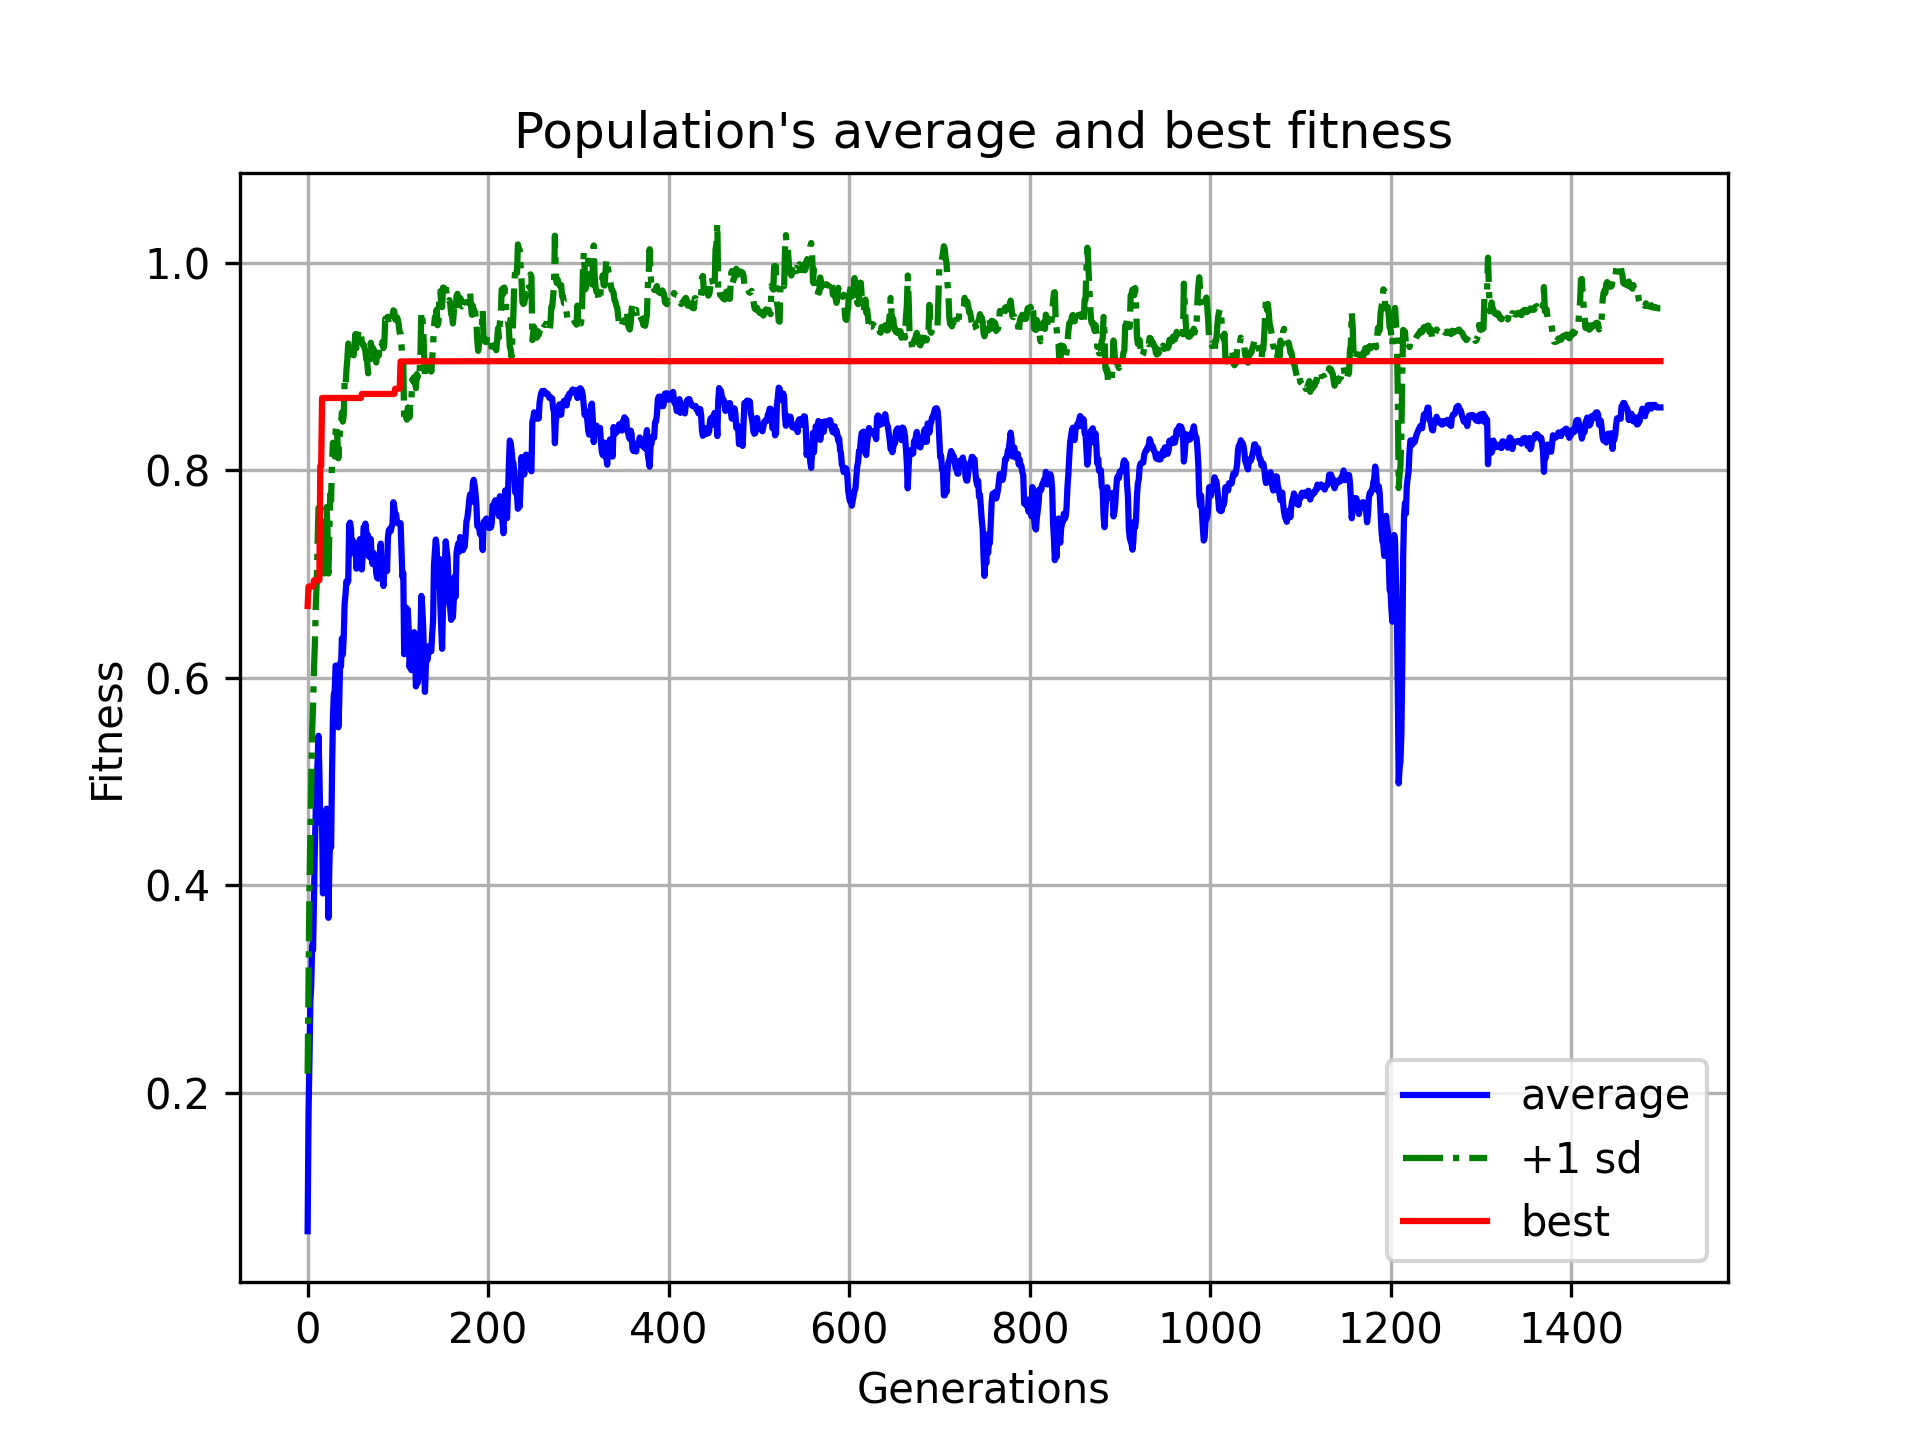 Population's average and best fitness
1.0
0.8
0.6
0.4
0.2
Fitness
0 200 400 600 800 1000 1200 1400
Generations
average
+1 sd
best